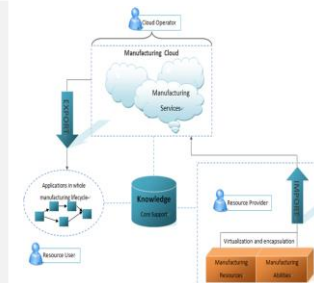 Cloud Operator
Manufacturing Cloud
Manufacturing
Services
EXPORT
Applications in whole
manufacturing lifecycle
Knowledge
Core Support
Resource User
Resource Provider
IMPORT
Virtualization and encapsulation
Manufacturing
Resources
Manufacturing
Abilities